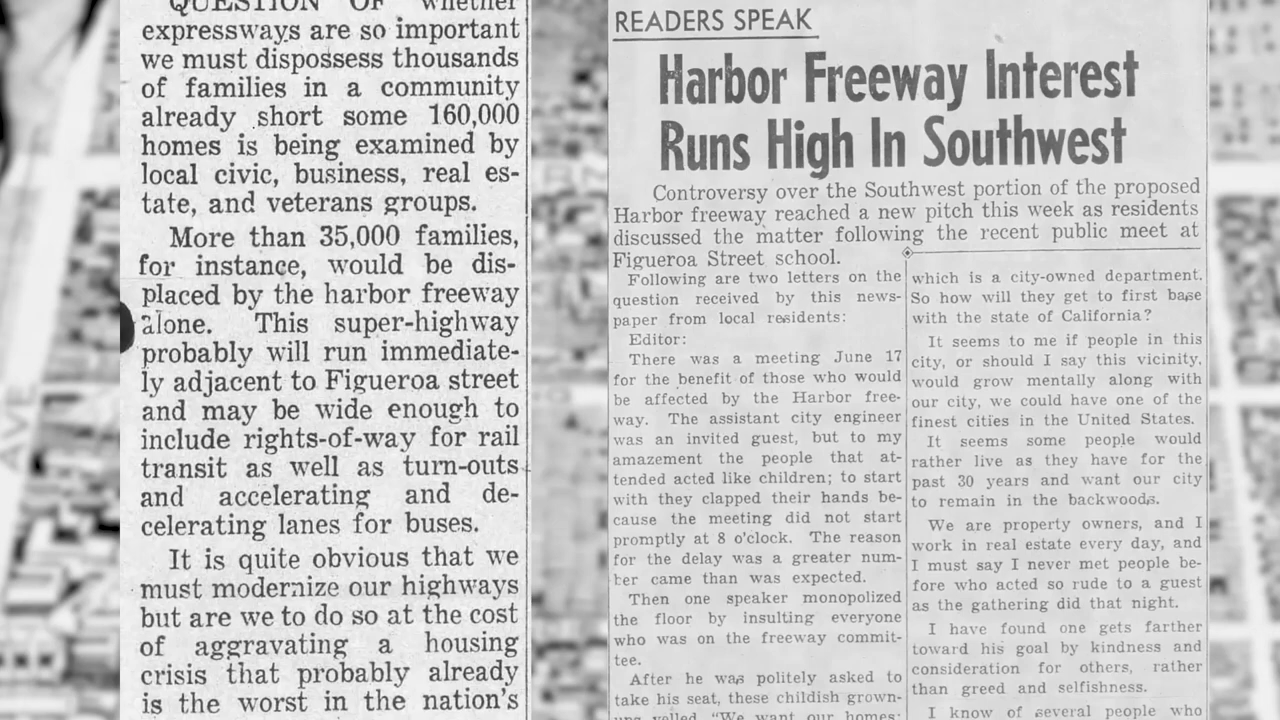 QUESTION OF whether
expressways are so important
we must dispossess thousands
of families in a community
already short some 160,000
homes is being examined by
local civic, business, real es-
tate, and veterans groups.
More than 35,000 families,
for instance, would be dis-
placed by the harbor freeway
alone. This super-highway
probably will run immediate-
ly adjacent to Figueroa street
and may be wide enough to
include rights-of-way for rail
transit as well as turn-outs
and accelerating and de-
celerating lanes for buses.
It is quite obvious that we
must modernize our highways
but are we to do so at the cost
of aggravating a housing
crisis that probably already
is the worst in the nation's
READERS SPEAK
Harbor Freeway Interest
Runs High In Southwest
Controversy over the Southwest portion of the proposed
Harbor freeway reached a new pitch this week as residents
discussed the matter following the recent public meet at
Figueroa Street school.
Following are two letters on the
question received by this news-
paper from local residents:
Editor:
There was a meeting June 17
for the benefit of those who would
be affected by the Harbor free-
way. The assistant city engineer
was an invited guest, but to my
amazement the people that at-
tended acted like children; to start
with they clapped their hands be-
cause the meeting did not start
promptly at 8 o'clock. The reason
for the delay was a greater num-
ber came than was expected.
Then one speaker monopolized
the floor by insulting everyone
who was on the freeway commit-
tee.
After he was politely asked to
take his seat, these childish grown-
ups yelled "We want our homes;
which is a city-owned department.
So how will they get to first base
with the state of California?
It seems to me if people in this
city, or should I say this vicinity,
would grow mentally along with
our city, we could have one of the
finest cities in the United States.
It seems some people would
rather live as they have for the
past 30 years and want our city
to remain in the backwoods.
We are property owners, and I
work in real estate every day, and
I must say I never met people be-
fore who acted so rude to a guest
as the gathering did that night.
I have found one gets farther
toward his goal by kindness and
consideration for others, rather
than greed and selfishness.
I know of several people who
AVE